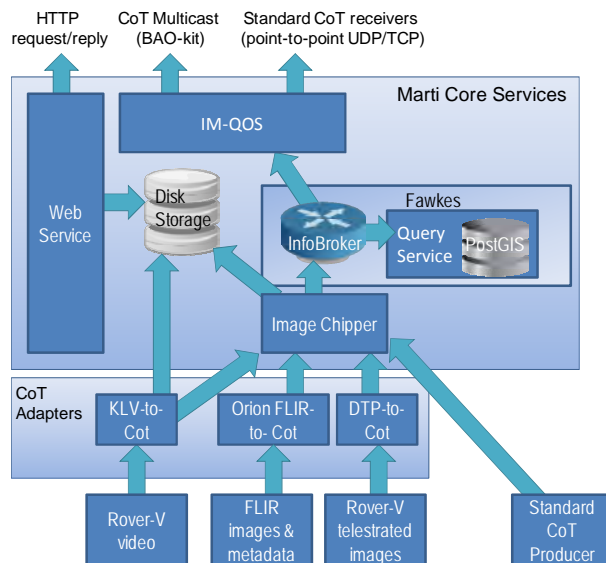 HTTP
request/reply
CoT Multicast
(BAO-kit)
Standard CoT receivers
(point-to-point UDP/TCP)
Marti Core Services
IM-QOS
Web
Service
Disk
Storage
Fawkes
InfoBroker
Query
Service
PostGIS
Image Chipper
CoT
Adapters
KLV-to-
Cot
Orion FLIR-
to- Cot
DTP-to-
Cot
Rover-V
video
FLIR
images &
metadata
Rover-V
telestrated
images
Standard
CoT
Producer